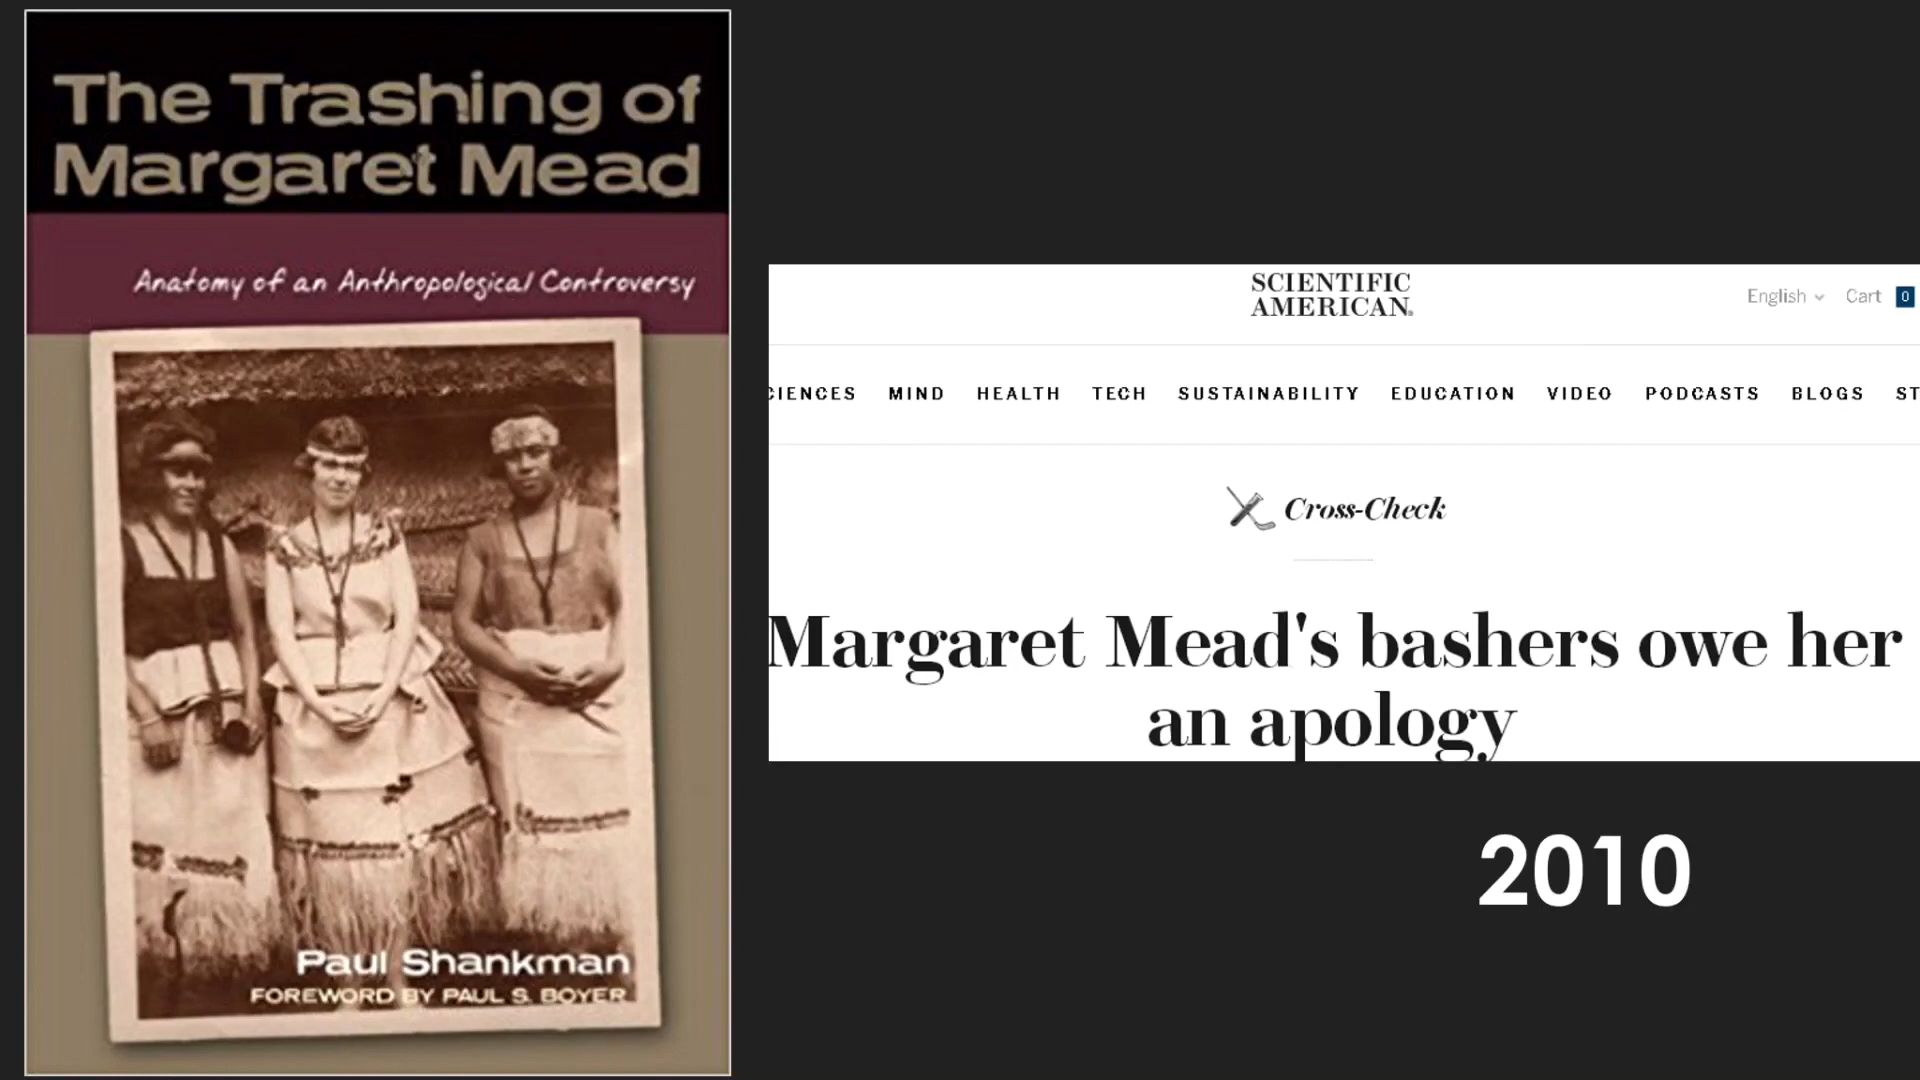 The Trashing of
Margaret Mead
Anatomy of an Anthropological Controversy
Paul Shankman
FOREWORD BY PAUL S. BOYER
SCIENTIFIC
AMERICAN
English
Cart 0
CIENCES MIND HEALTH TECH SUSTAINABILITY EDUCATION VIDEO PODCASTS BLOGS ST
Cross-Check
Margaret Mead's bashers owe her
an apology
2010